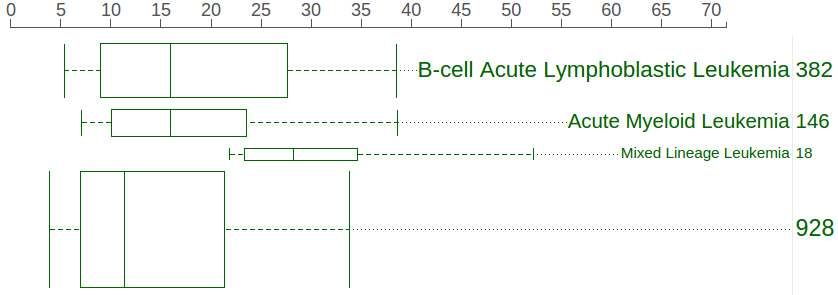 0 5 10 15 20 25 30 35 40 45 50 55 60 65 70
B-cell Acute Lymphoblastic Leukemia 382
Acute Myeloid Leukemia 146
Mixed Lineage Leukemia 18
928